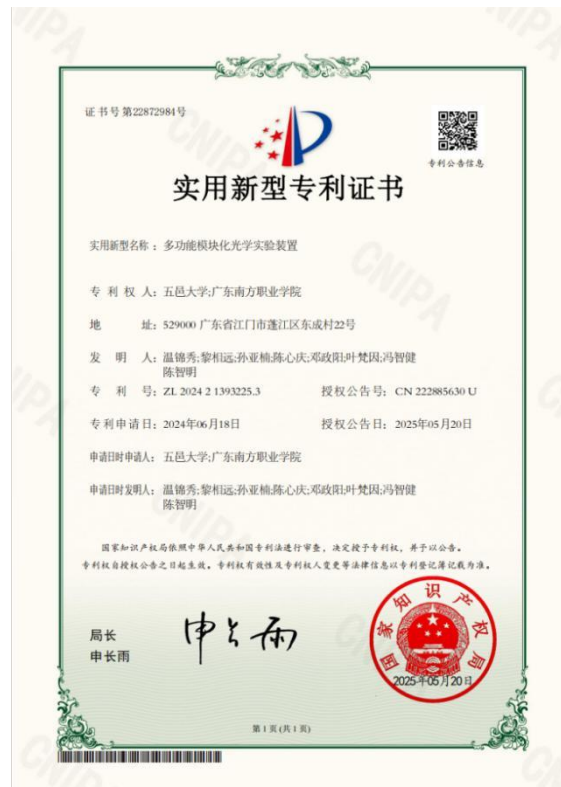 证书号第22872984号
专利公告信息
实用新型专利证书
实用新型名称：多功能模块化光学实验装置
专利权人：五邑大学;广东南方职业学院
地址：529000 广东省江门市蓬江区东成村22号
发明人：温锦秀;黎相远;孙亚楠;陈心庆;邓政阳;叶梵因;冯智健
陈智明
专利号：ZL 2024 2 1393225.3 授权公告号：CN 222885630 U
专利申请日：2024年06月18日 授权公告日：2025年05月20日
申请日时申请人：五邑大学;广东南方职业学院
申请日时发明人：温锦秀;黎相远;孙亚楠;陈心庆;邓政阳;叶梵因;冯智健
陈智明
国家知识产权局依照中华人民共和国专利法进行审查，决定授予专利权，并予以公告。
专利权自授权公告之日起生效。专利权有效性及专利权人变更等法律信息以专利登记簿记载为准。
局长
申长雨
申长雨
国家知识产权局
2025年05月20日
第1页(共1页)
CNIPA